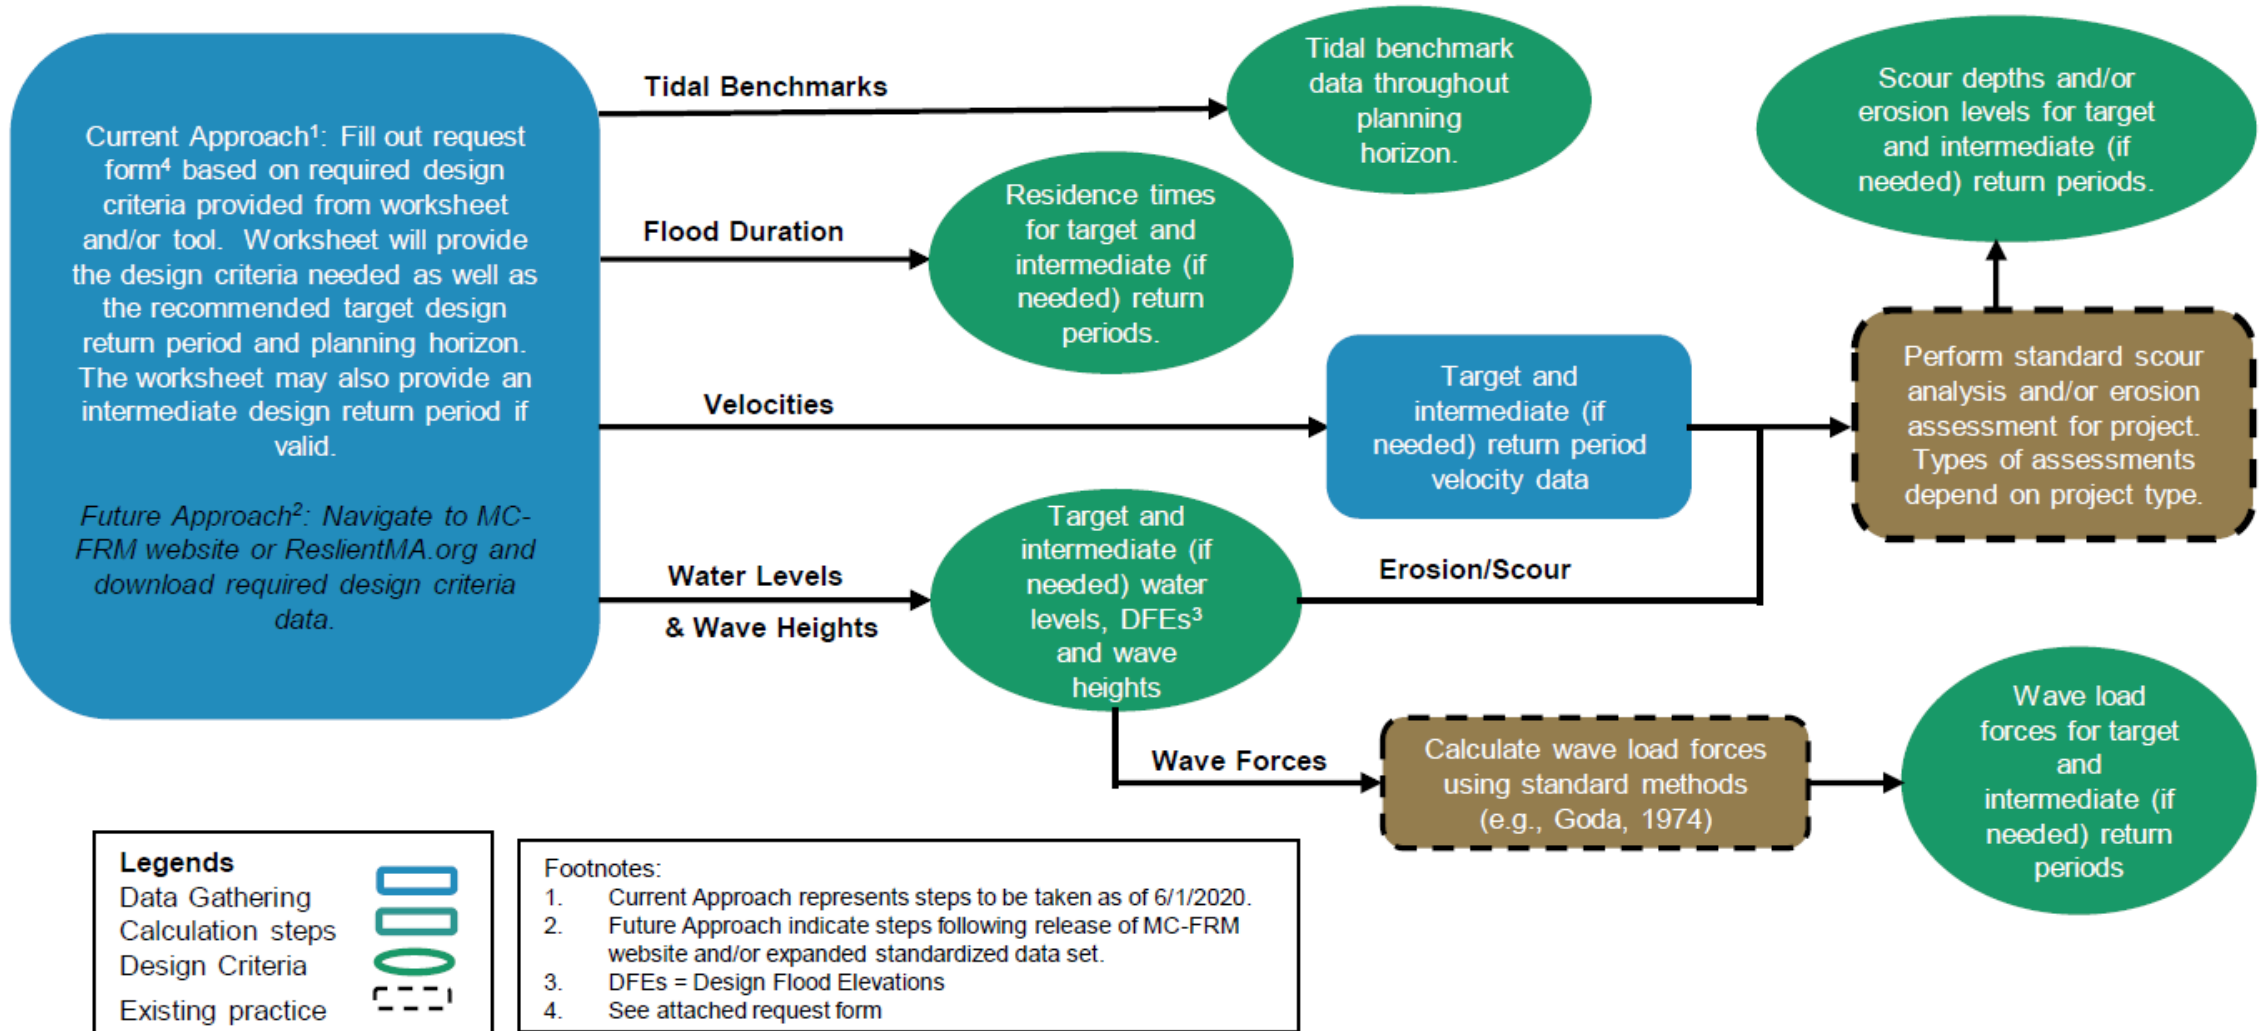 Current Approach¹: Fill out request
form⁴ based on required design
criteria provided from worksheet
and/or tool. Worksheet will provide
the design criteria needed as well as
the recommended target design
return period and planning horizon.
The worksheet may also provide an
intermediate design return period if
valid.
Future Approach²: Navigate to MC-
FRM website or ReslientMA.org and
download required design criteria
data.
Tidal Benchmarks
Tidal benchmark
data throughout
planning
horizon.
Flood Duration
Residence times
for target and
intermediate (if
needed) return
periods.
Velocities
Target and
intermediate (if
needed) return period
velocity data
Scour depths and/or
erosion levels for target
and intermediate (if
needed) return periods.
Perform standard scour
analysis and/or erosion
assessment for project.
Types of assessments
depend on project type.
Water Levels
& Wave Heights
Target and
intermediate (if
needed) water
levels, DFEs³
and wave
heights
Erosion/Scour
Wave Forces
Calculate wave load forces
using standard methods
(e.g., Goda, 1974)
Wave load
forces for target
and
intermediate (if
needed) return
periods
Legends
Data Gathering
Calculation steps
Design Criteria
Existing practice
Footnotes:
1. Current Approach represents steps to be taken as of 6/1/2020.
2. Future Approach indicate steps following release of MC-FRM
website and/or expanded standardized data set.
3. DFEs = Design Flood Elevations
4. See attached request form